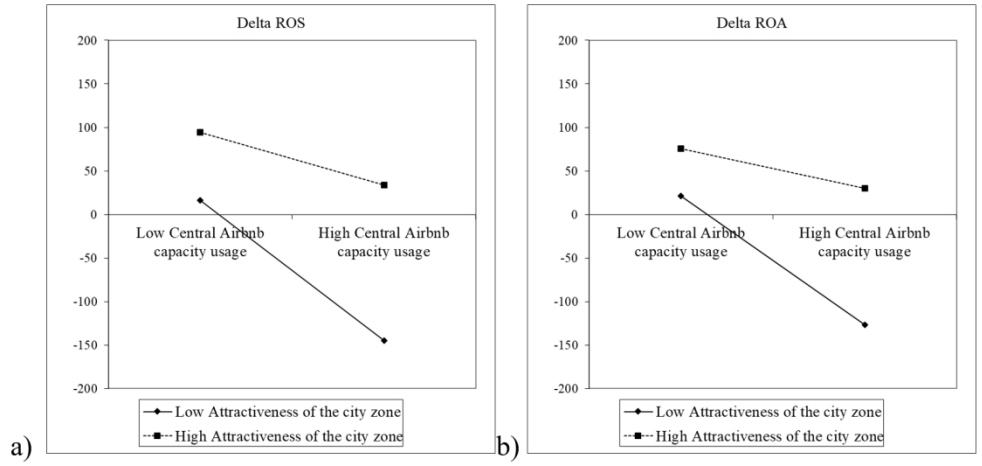 Delta ROS
200
150
100
50
0
-50
-100
-150
-200
Low Central Airbnb
capacity usage
High Central Airbnb
capacity usage
Low Attractiveness of the city zone
High Attractiveness of the city zone
a)
Delta ROA
200
150
100
50
0
-50
-100
-150
-200
Low Central Airbnb
capacity usage
High Central Airbnb
capacity usage
Low Attractiveness of the city zone
High Attractiveness of the city zone
b)